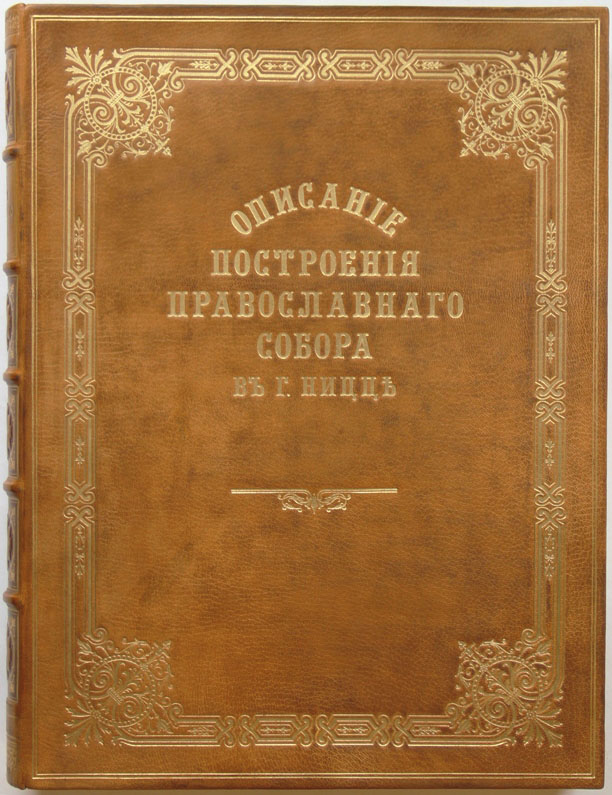 ОПИСАНІЕ
ПОСТРОЕНІЯ
ПРАВОСЛАВНАГО
СОБОРА
ВЪ Г. НИЦЦѢ